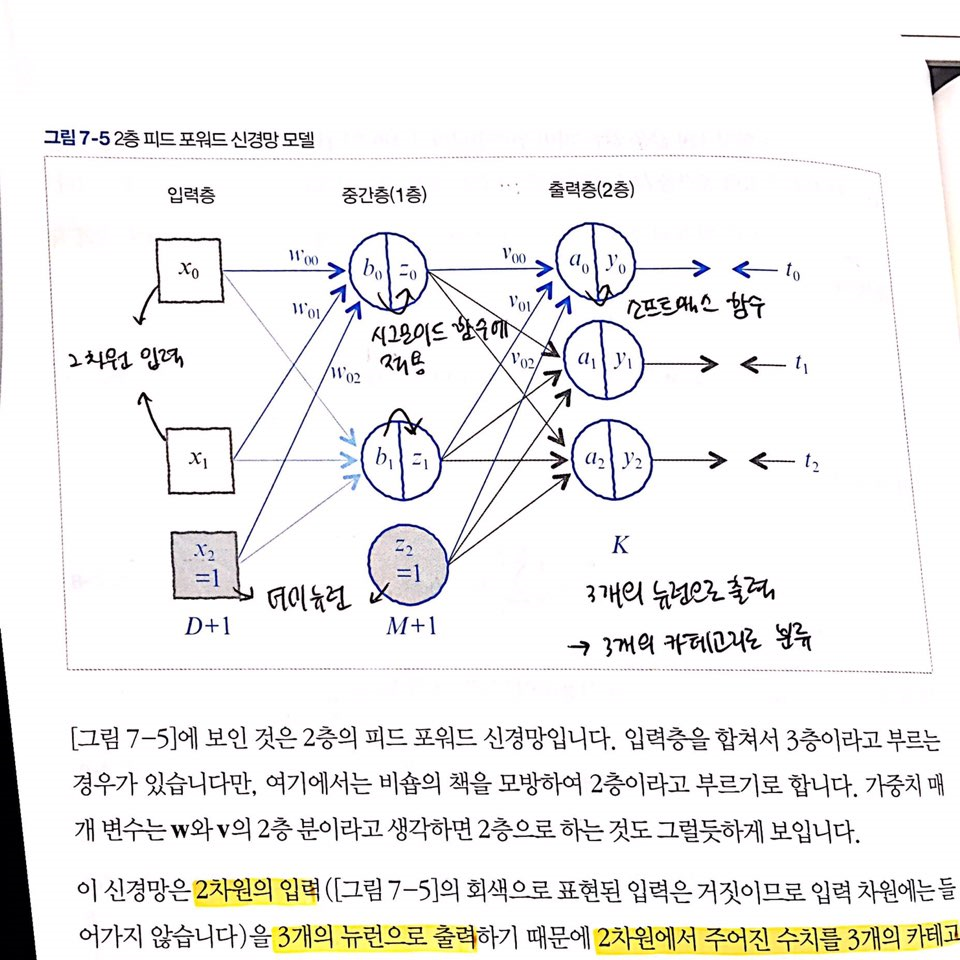 그림 7-5 2층 피드 포워드 신경망 모델
입력층 중간층(1층) 출력층(2층)
x₀ w₀₀ b₀ z₀ v₀₀ a₀ y₀ t₀
w₀₁ v₀₁ 소프트맥스 함수
시그모이드 함수에
적용
2차원 입력
w₀₂ v₀₂ a₁ y₁ t₁
x₁ b₁ z₁ a₂ y₂ t₂
x₂
=1
z₂
=1
K
더미뉴런
D+1 M+1
3개의 뉴런으로 출력
→ 3개의 카테고리로 분류
[그림 7-5]에 보인 것은 2층의 피드 포워드 신경망입니다. 입력층을 합쳐서 3층이라고 부르는
경우가 있습니다만, 여기에서는 비숍의 책을 모방하여 2층이라고 부르기로 합니다. 가중치 매
개 변수는 w와 v의 2층 분이라고 생각하면 2층으로 하는 것도 그럴듯하게 보입니다.
이 신경망은 2차원의 입력([그림 7-5]의 회색으로 표현된 입력은 거짓이므로 입력 차원에는 들
어가지 않습니다)을 3개의 뉴런으로 출력하기 때문에 2차원에서 주어진 수치를 3개의 카테고